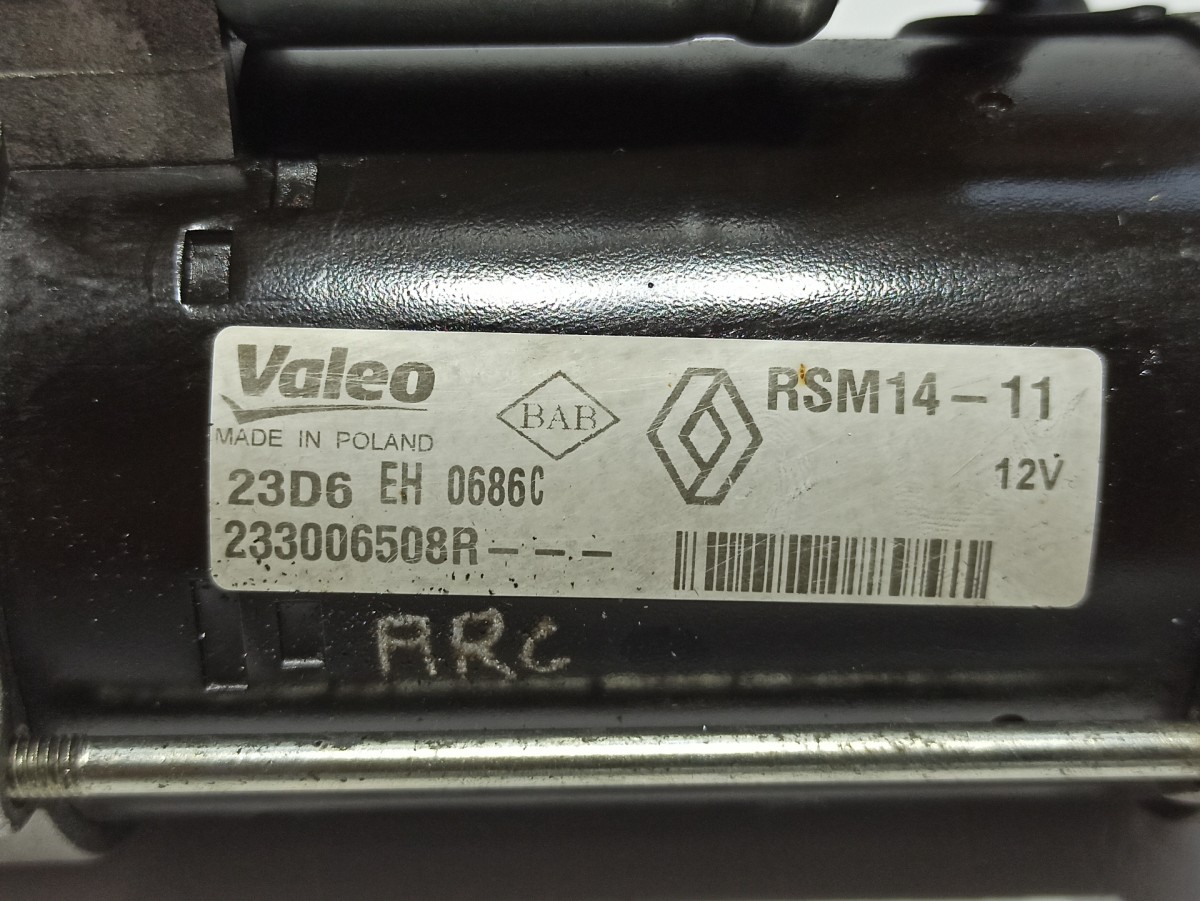 Valeo
MADE IN POLAND
BAB
RSM14-11
12V
23D6 EH 0686C
233006508R---
ARC